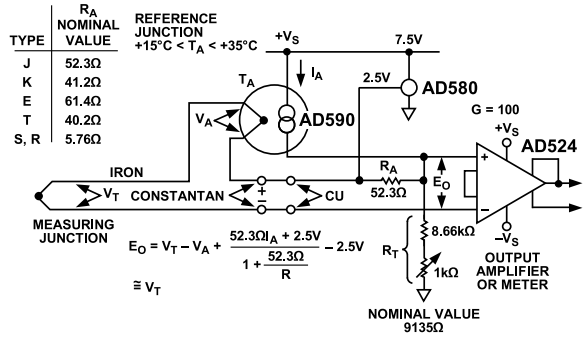 R_A
NOMINAL
TYPE VALUE
J 52.3Ω
K 41.2Ω
E 61.4Ω
T 40.2Ω
S, R 5.76Ω
REFERENCE
JUNCTION
+15°C < T_A < +35°C
+V_S
I_A
7.5V
2.5V
AD580
T_A
V_A
AD590
G = 100
+V_S
AD524
+
−
−V_S
IRON
V_T
CONSTANTAN
+
−
CU
R_A
52.3Ω
E_O
MEASURING
JUNCTION
8.66kΩ
R_T
1kΩ
OUTPUT
AMPLIFIER
OR METER
NOMINAL VALUE
9135Ω
E_O = V_T − V_A + (52.3ΩI_A + 2.5V) / (1 + 52.3Ω/R) − 2.5V
≅ V_T